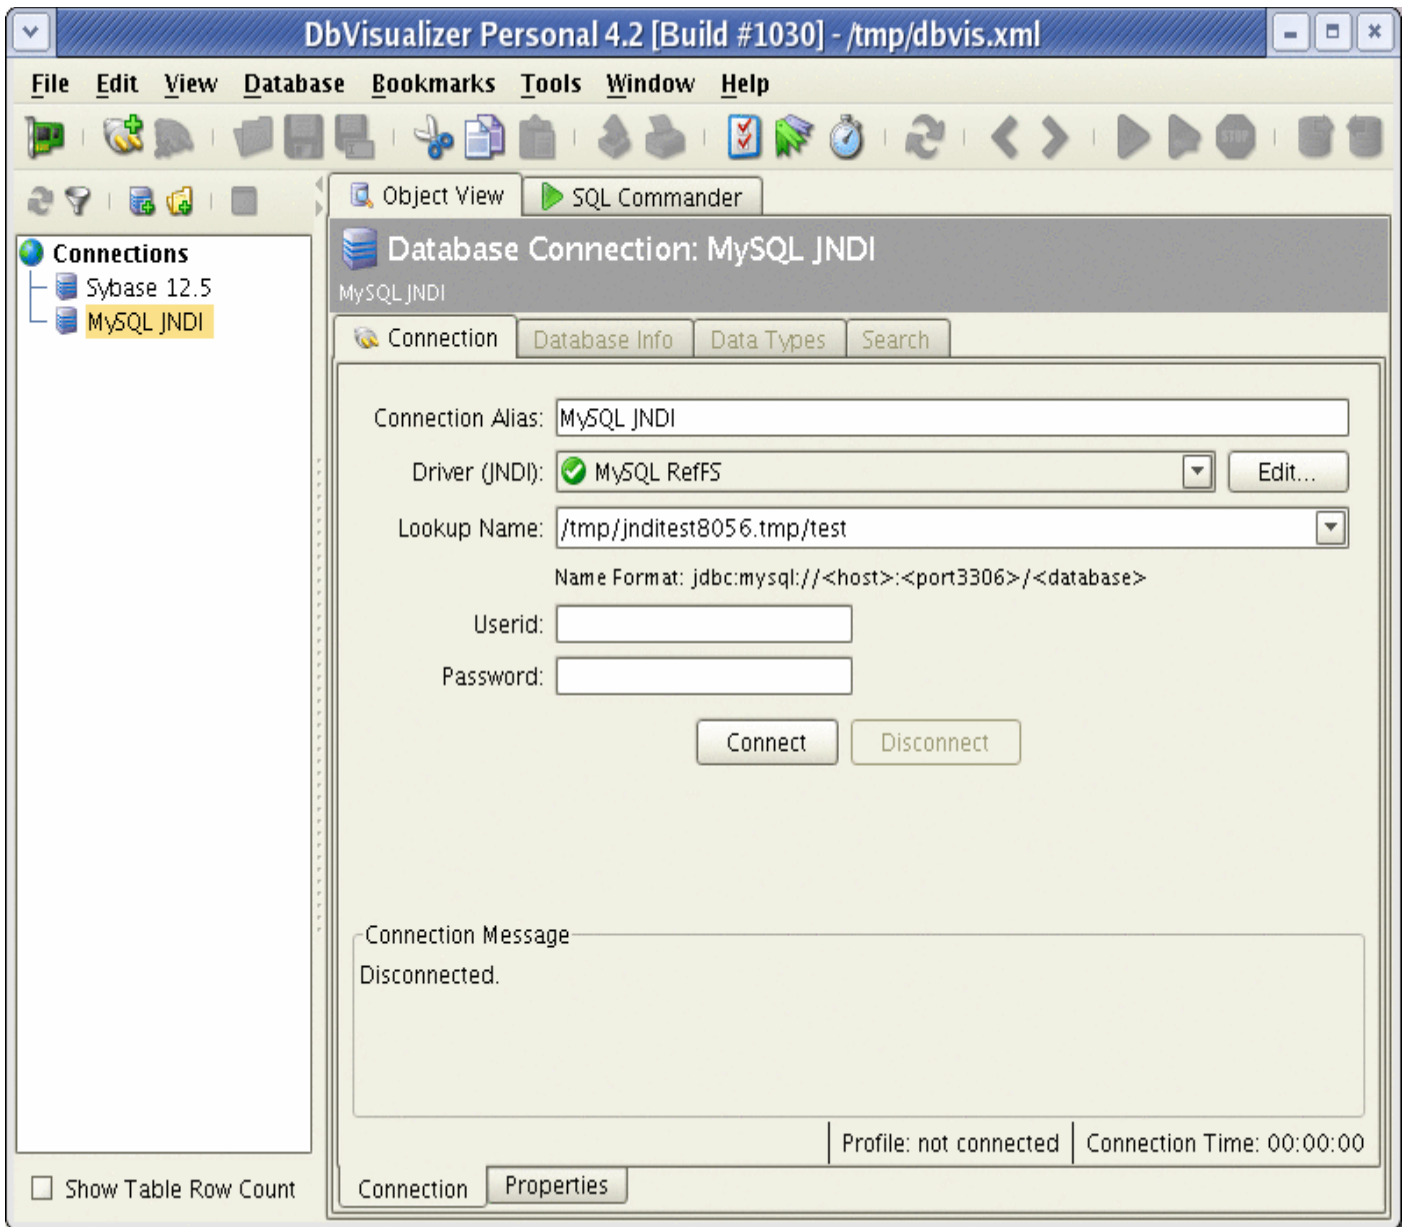 DbVisualizer Personal 4.2 [Build #1030] - /tmp/dbvis.xml
File Edit View Database Bookmarks Tools Window Help
STOP
Object View SQL Commander
Connections
Sybase 12.5
MySQL JNDI
Database Connection: MySQL JNDI
MySQL JNDI
Connection Database Info Data Types Search
Connection Alias: MySQL JNDI
Driver (JNDI): MySQL RefFS Edit...
Lookup Name: /tmp/jnditest8056.tmp/test
Name Format: jdbc:mysql://<host>:<port3306>/<database>
Userid:
Password:
Connect Disconnect
Connection Message
Disconnected.
Profile: not connected Connection Time: 00:00:00
Show Table Row Count
Connection Properties